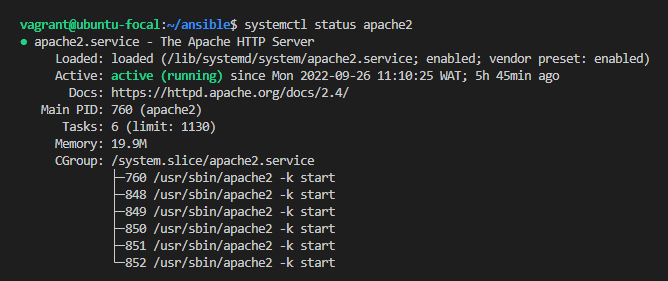 vagrant@ubuntu-focal:~/ansible$ systemctl status apache2
● apache2.service - The Apache HTTP Server
     Loaded: loaded (/lib/systemd/system/apache2.service; enabled; vendor preset: enabled)
     Active: active (running) since Mon 2022-09-26 11:10:25 WAT; 5h 45min ago
       Docs: https://httpd.apache.org/docs/2.4/
   Main PID: 760 (apache2)
      Tasks: 6 (limit: 1130)
     Memory: 19.9M
     CGroup: /system.slice/apache2.service
             ├─760 /usr/sbin/apache2 -k start
             ├─848 /usr/sbin/apache2 -k start
             ├─849 /usr/sbin/apache2 -k start
             ├─850 /usr/sbin/apache2 -k start
             ├─851 /usr/sbin/apache2 -k start
             └─852 /usr/sbin/apache2 -k start